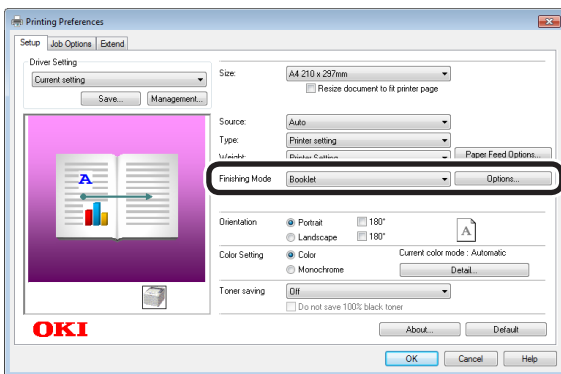 Printing Preferences
Setup Job Options Extend
Driver Setting
Current setting
Save... Management...
A
OKI
Size: A4 210 x 297mm
Resize document to fit printer page
Source: Auto
Type: Printer setting
Weight: Printer Setting Paper Feed Options...
Finishing Mode Booklet Options...
Orientation Portrait 180°
Landscape 180°
A
Color Setting Color Current color mode : Automatic
Monochrome Detail...
Toner saving Off
Do not save 100% black toner
About... Default
OK Cancel Help